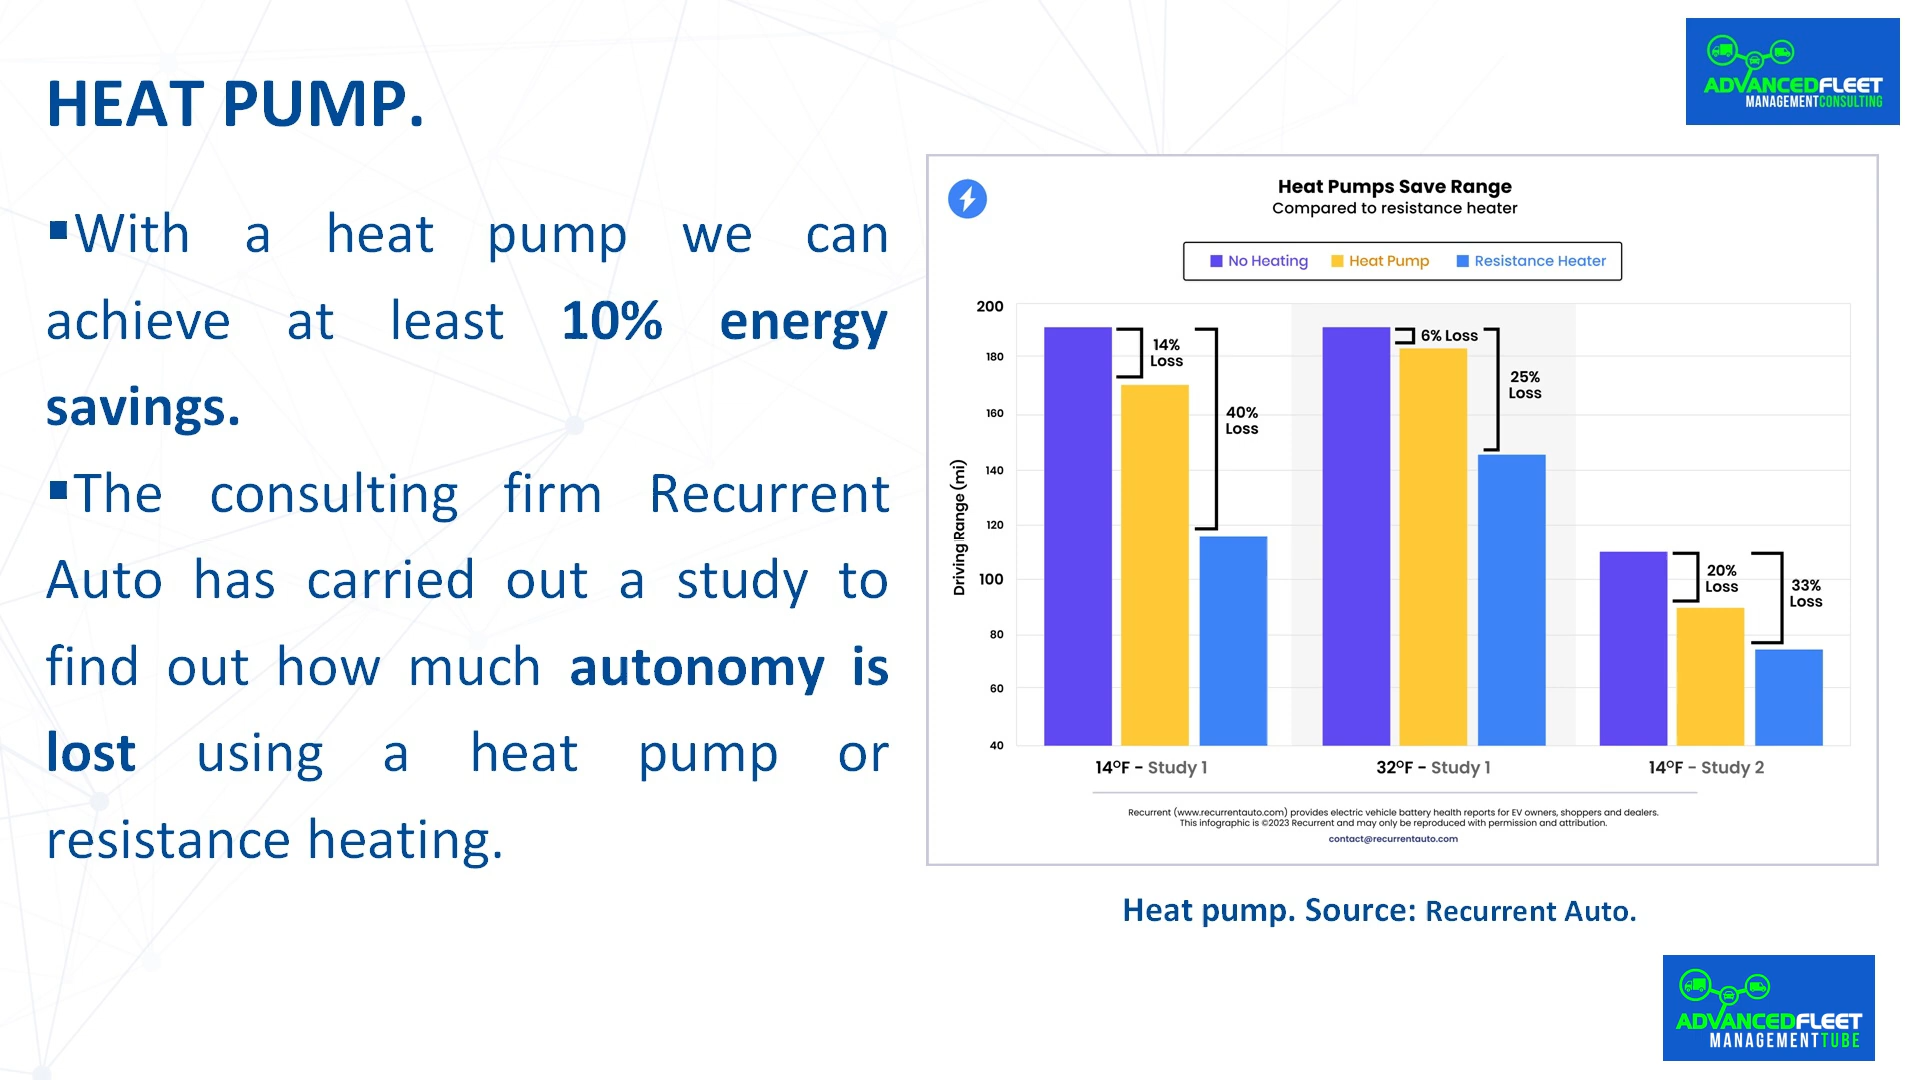 HEAT PUMP.
▪With a heat pump we can
achieve at least 10% energy
savings.
▪The consulting firm Recurrent
Auto has carried out a study to
find out how much autonomy is
lost using a heat pump or
resistance heating.
ADVANCEDFLEET
MANAGEMENTCONSULTING
Heat Pumps Save Range
Compared to resistance heater
No Heating Heat Pump Resistance Heater
Driving Range (mi)
200
180
160
140
120
100
80
60
40
14%
Loss
40%
Loss
6% Loss
25%
Loss
20%
Loss
33%
Loss
14ºF - Study 1
32ºF - Study 1
14ºF - Study 2
Recurrent (www.recurrentauto.com) provides electric vehicle battery health reports for EV owners, shoppers and dealers.
This infographic is ©2023 Recurrent and may only be reproduced with permission and attribution.
contact@recurrentauto.com
Heat pump. Source: Recurrent Auto.
ADVANCEDFLEET
MANAGEMENTTUBE